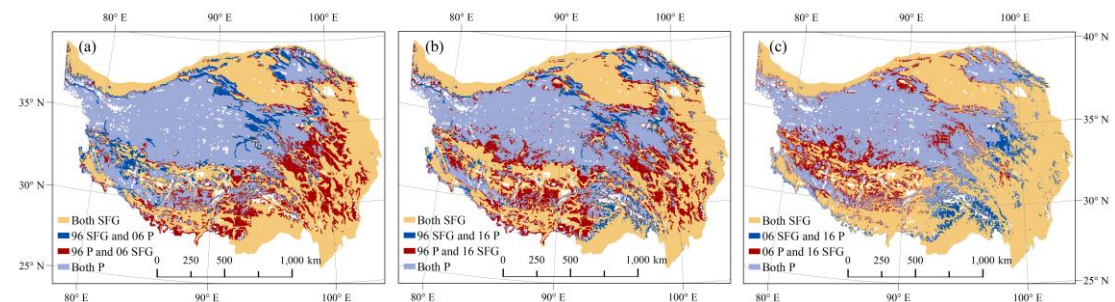 80° E 90° E 100° E
(a)
35° N
30° N
25° N
Both SFG
96 SFG and 06 P
96 P and 06 SFG
Both P
0 250 500 1,000 km
80° E 90° E 100° E
80° E 90° E 100° E
(b)
Both SFG
96 SFG and 16 P
96 P and 16 SFG
Both P
0 250 500 1,000 km
80° E 90° E 100° E
80° E 90° E 100° E
(c)
40° N
35° N
30° N
25° N
Both SFG
06 SFG and 16 P
06 P and 16 SFG
Both P
0 250 500 1,000 km
80° E 90° E 100° E